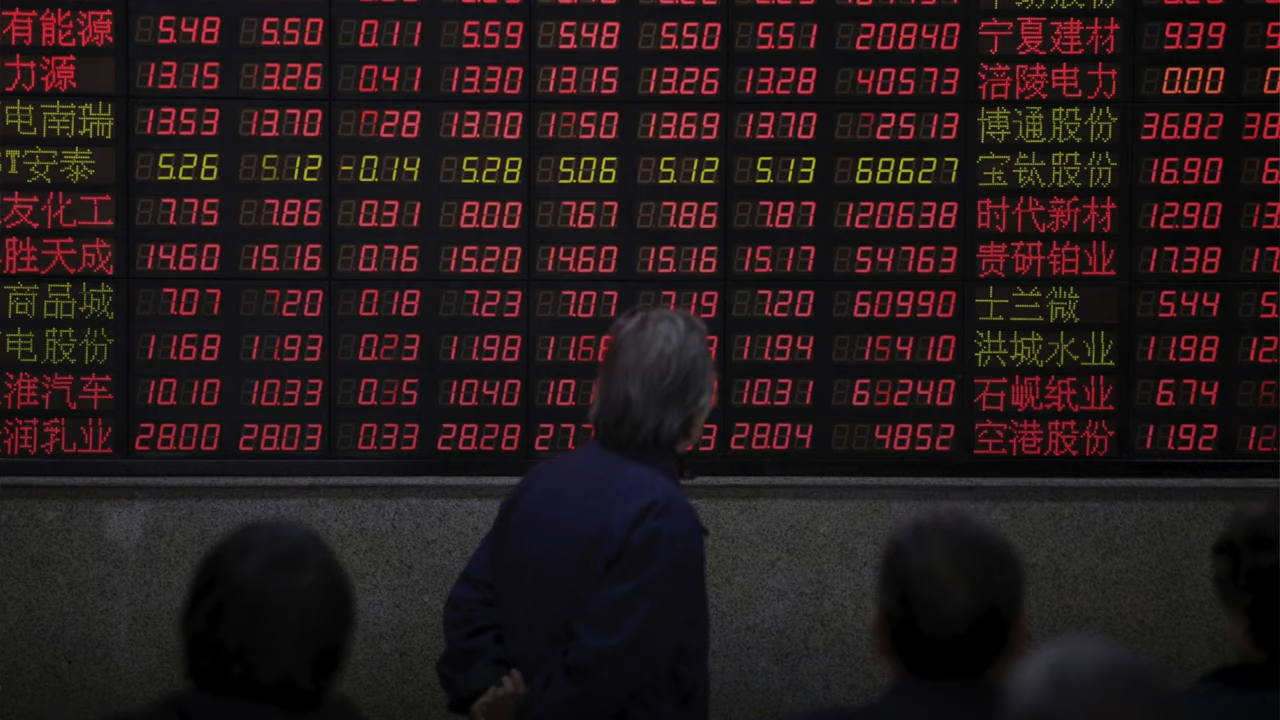 有能源 5.48 5.50 0.11 5.59 5.48 5.50 5.51 20840 宁夏建材 9.39
力源 13.15 13.26 0.41 13.30 13.15 13.26 13.28 40573 涪陵电力 0.00
电南瑞 13.53 13.70 0.28 13.70 13.50 13.69 13.70 2513 博通股份 36.82
ST安泰 5.26 5.12 -0.14 5.28 5.06 5.12 5.13 68627 宝钛股份 16.90
友化工 7.75 7.86 0.31 8.00 7.67 7.86 7.87 120638 时代新材 12.90
胜天成 14.60 15.16 0.76 15.20 14.60 15.16 15.17 54763 贵研铂业 17.38
商品城 7.07 7.20 0.18 7.23 7.07 7.19 7.20 60990 士兰微 5.44
电股份 11.68 11.93 0.23 11.98 11.94 15410 洪城水业 11.98
淮汽车 10.10 10.33 0.35 10.40 10.31 69240 石岘纸业 6.74
润乳业 28.00 28.03 0.33 28.28 28.04 4852 空港股份 11.92